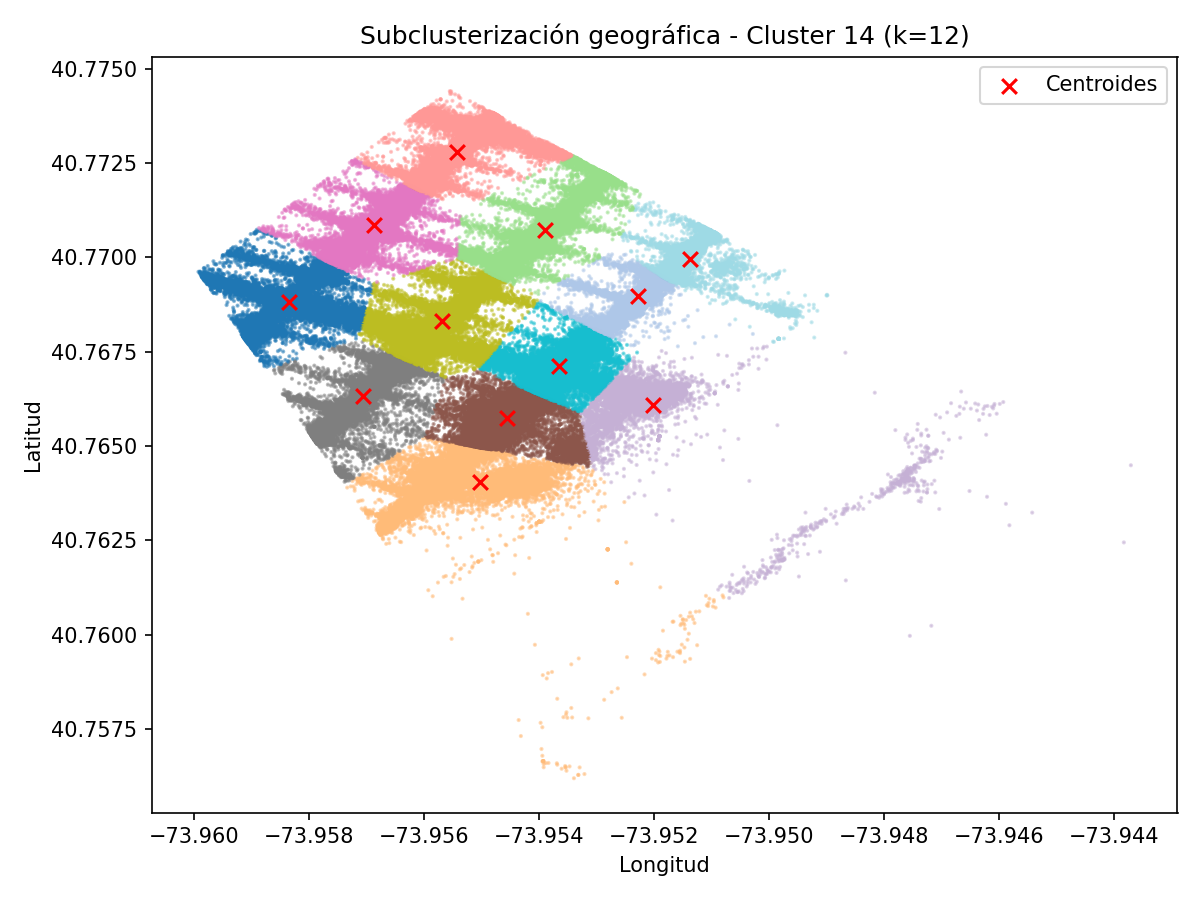 Subclusterización geográfica - Cluster 14 (k=12)
Centroides
40.7750
40.7725
40.7700
40.7675
40.7650
40.7625
40.7600
40.7575
Latitud
−73.960 −73.958 −73.956 −73.954 −73.952 −73.950 −73.948 −73.946 −73.944
Longitud